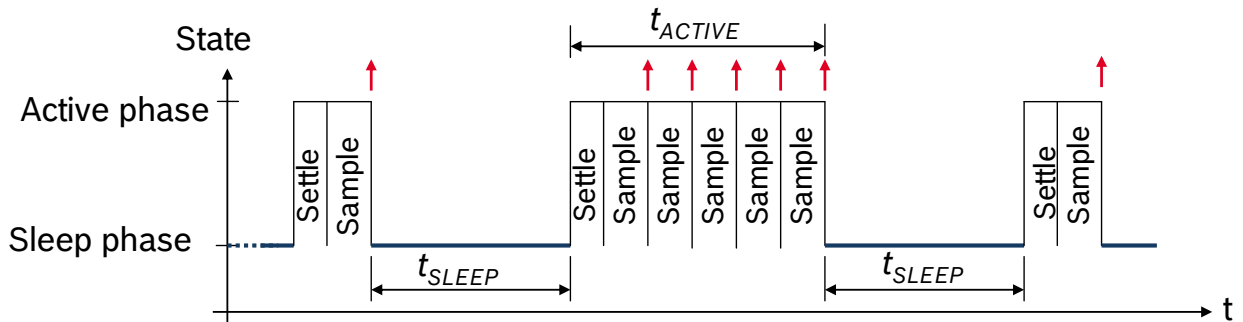 State
t_ACTIVE
Active phase
Settle
Sample
Settle
Sample
Sample
Sample
Sample
Sample
Settle
Sample
Sleep phase
t_SLEEP
t_SLEEP
t